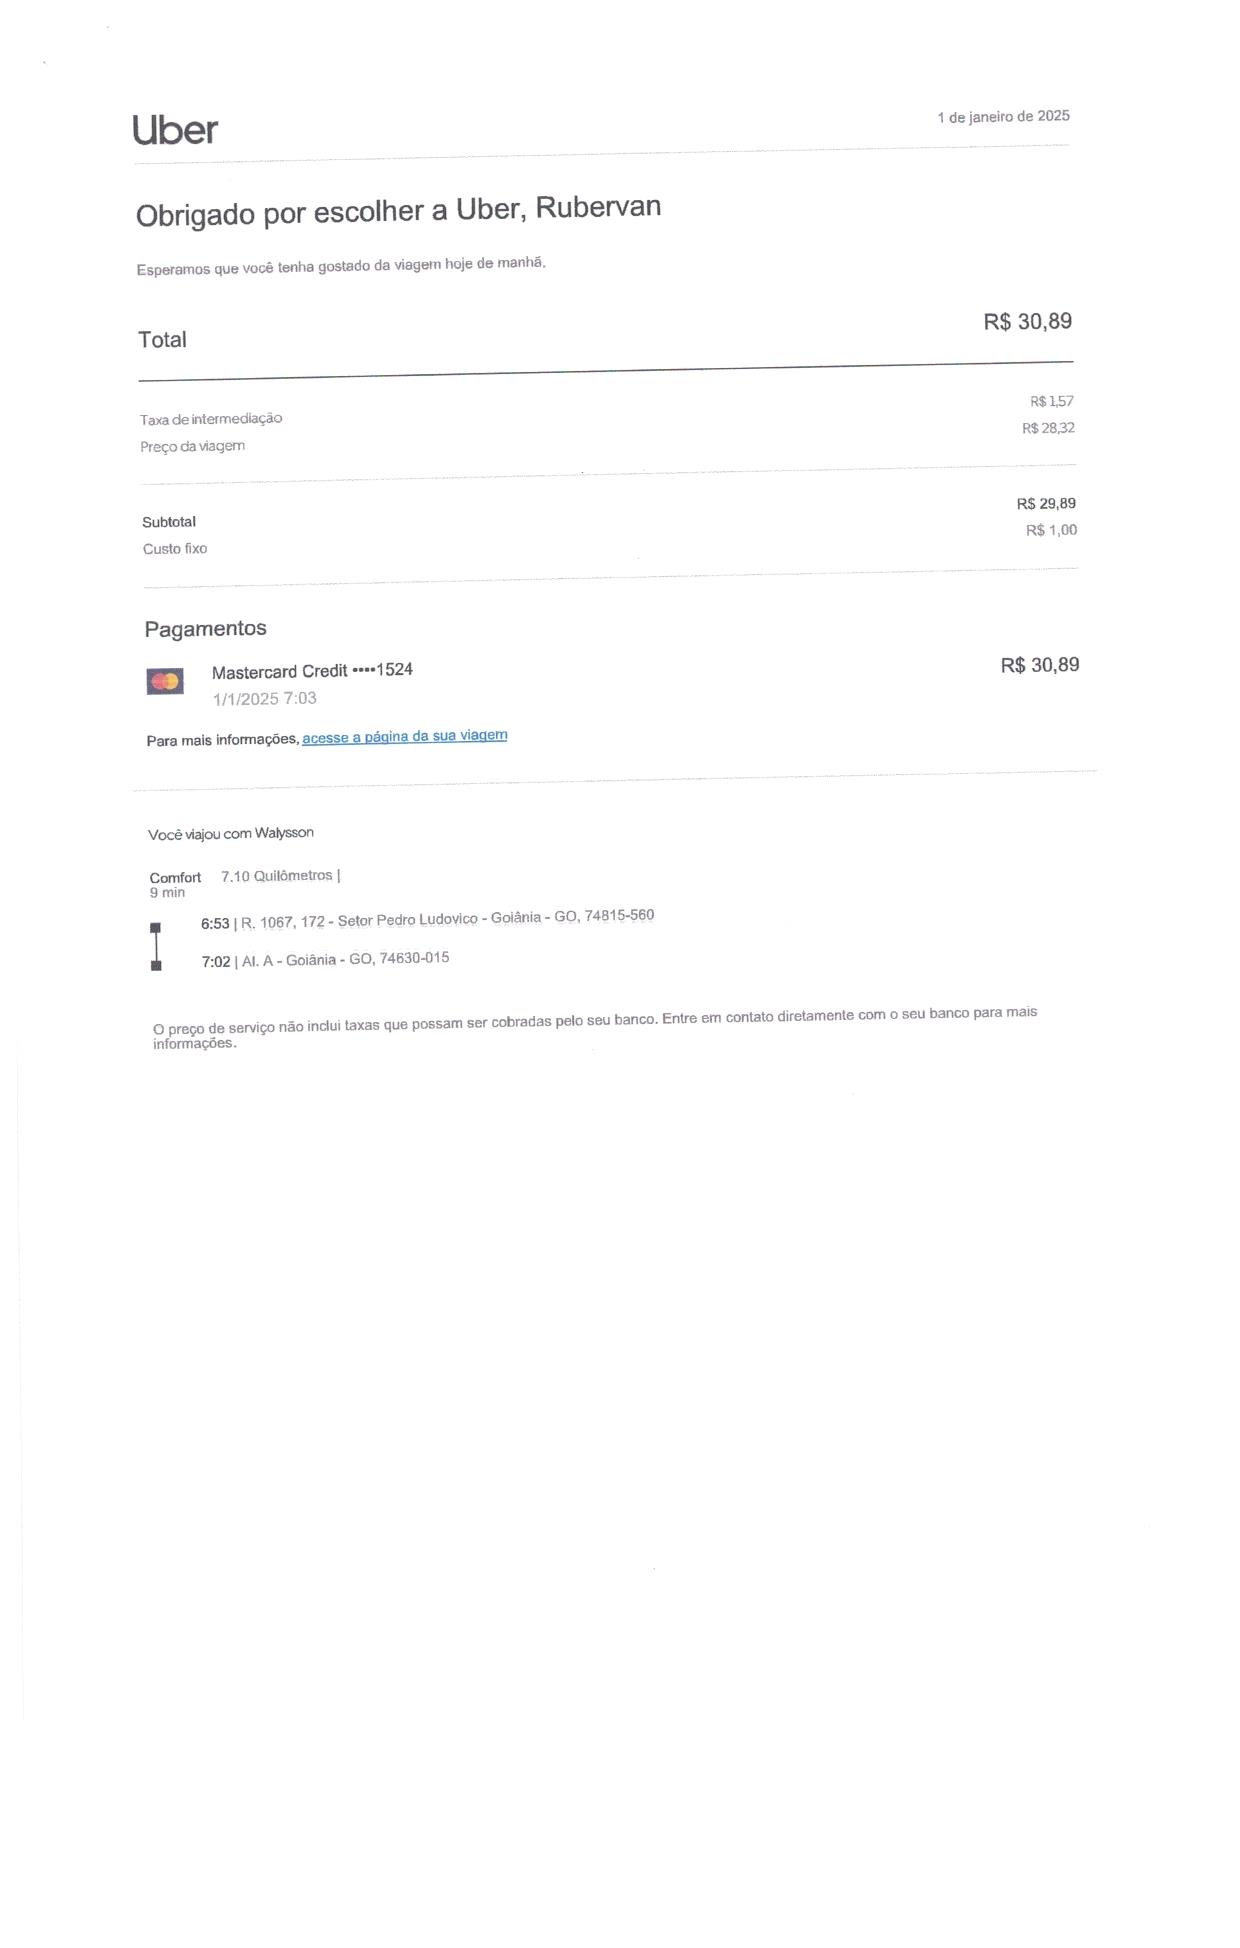 Uber
1 de janeiro de 2025
Obrigado por escolher a Uber, Rubervan
Esperamos que você tenha gostado da viagem hoje de manhã.
Total R$ 30,89
Taxa de intermediação R$ 1,57
Preço da viagem R$ 28,32
Subtotal R$ 29,89
Custo fixo R$ 1,00
Pagamentos
Mastercard Credit ••••1524 R$ 30,89
1/1/2025 7:03
Para mais informações, acesse a página da sua viagem
Você viajou com Walysson
Comfort 7.10 Quilômetros |
9 min
6:53 | R. 1067, 172 - Setor Pedro Ludovico - Goiânia - GO, 74815-560
7:02 | Al. A - Goiânia - GO, 74630-015
O preço de serviço não inclui taxas que possam ser cobradas pelo seu banco. Entre em contato diretamente com o seu banco para mais
informações.